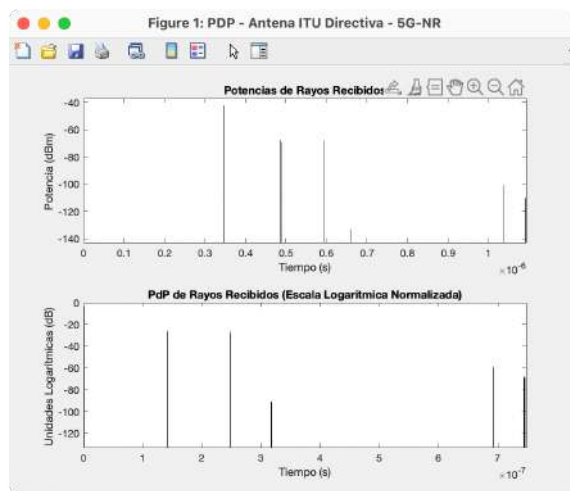 Figure 1: PDP - Antena ITU Directiva - 5G-NR
Potencias de Rayos Recibidos
Potencia (dBm)
-40
-60
-80
-100
-120
-140
0 0.1 0.2 0.3 0.4 0.5 0.6 0.7 0.8 0.9 1
Tiempo (s)
×10⁻⁶
PdP de Rayos Recibidos (Escala Logaritmica Normalizada)
Unidades Logarítmicas (dB)
0
-20
-40
-60
-80
-100
-120
0 1 2 3 4 5 6 7
Tiempo (s)
×10⁻⁷